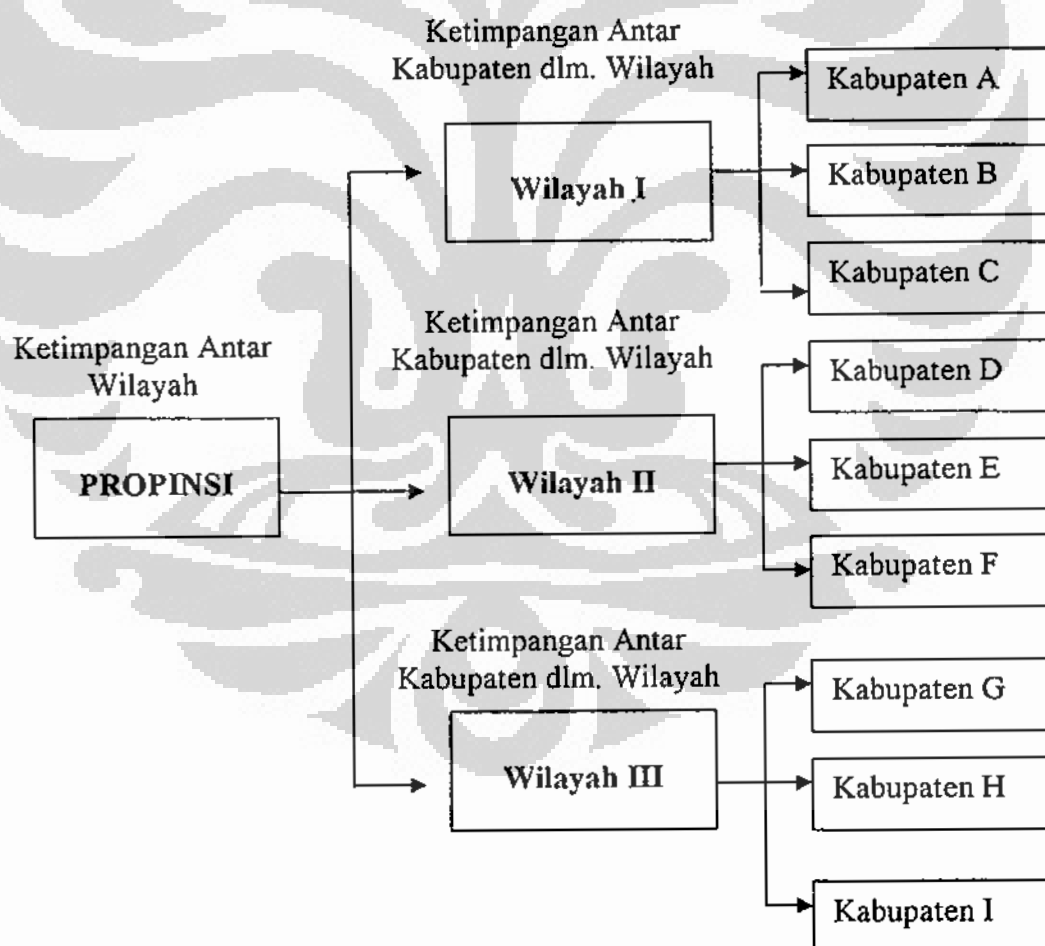 Ketimpangan Antar
Kabupaten dlm. Wilayah
Wilayah I
Kabupaten A
Kabupaten B
Kabupaten C
Ketimpangan Antar
Wilayah
PROPINSI
Ketimpangan Antar
Kabupaten dlm. Wilayah
Wilayah II
Kabupaten D
Kabupaten E
Kabupaten F
Ketimpangan Antar
Kabupaten dlm. Wilayah
Wilayah III
Kabupaten G
Kabupaten H
Kabupaten I